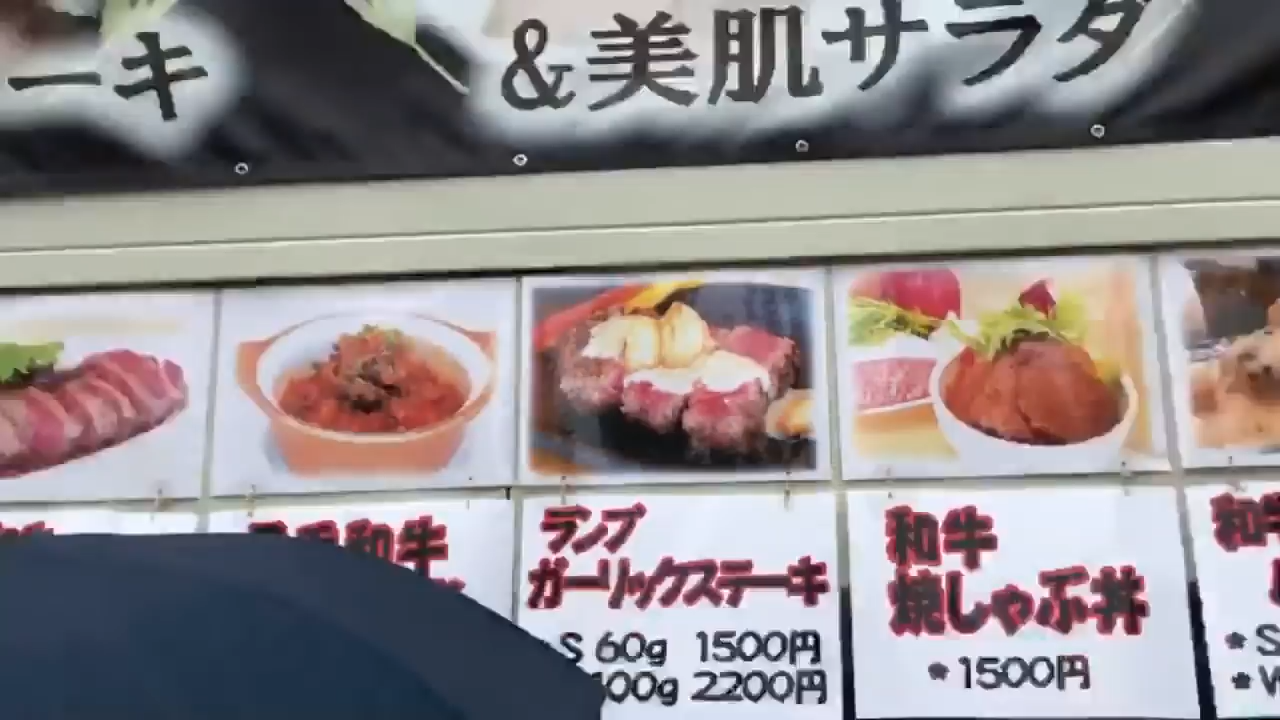 ーキ
&美肌サラダ
和牛
ランプ
ガーリックステーキ
S 60g 1500円
100g 2200円
和牛
焼しゃぶ丼
*1500円
和牛
*S
*W